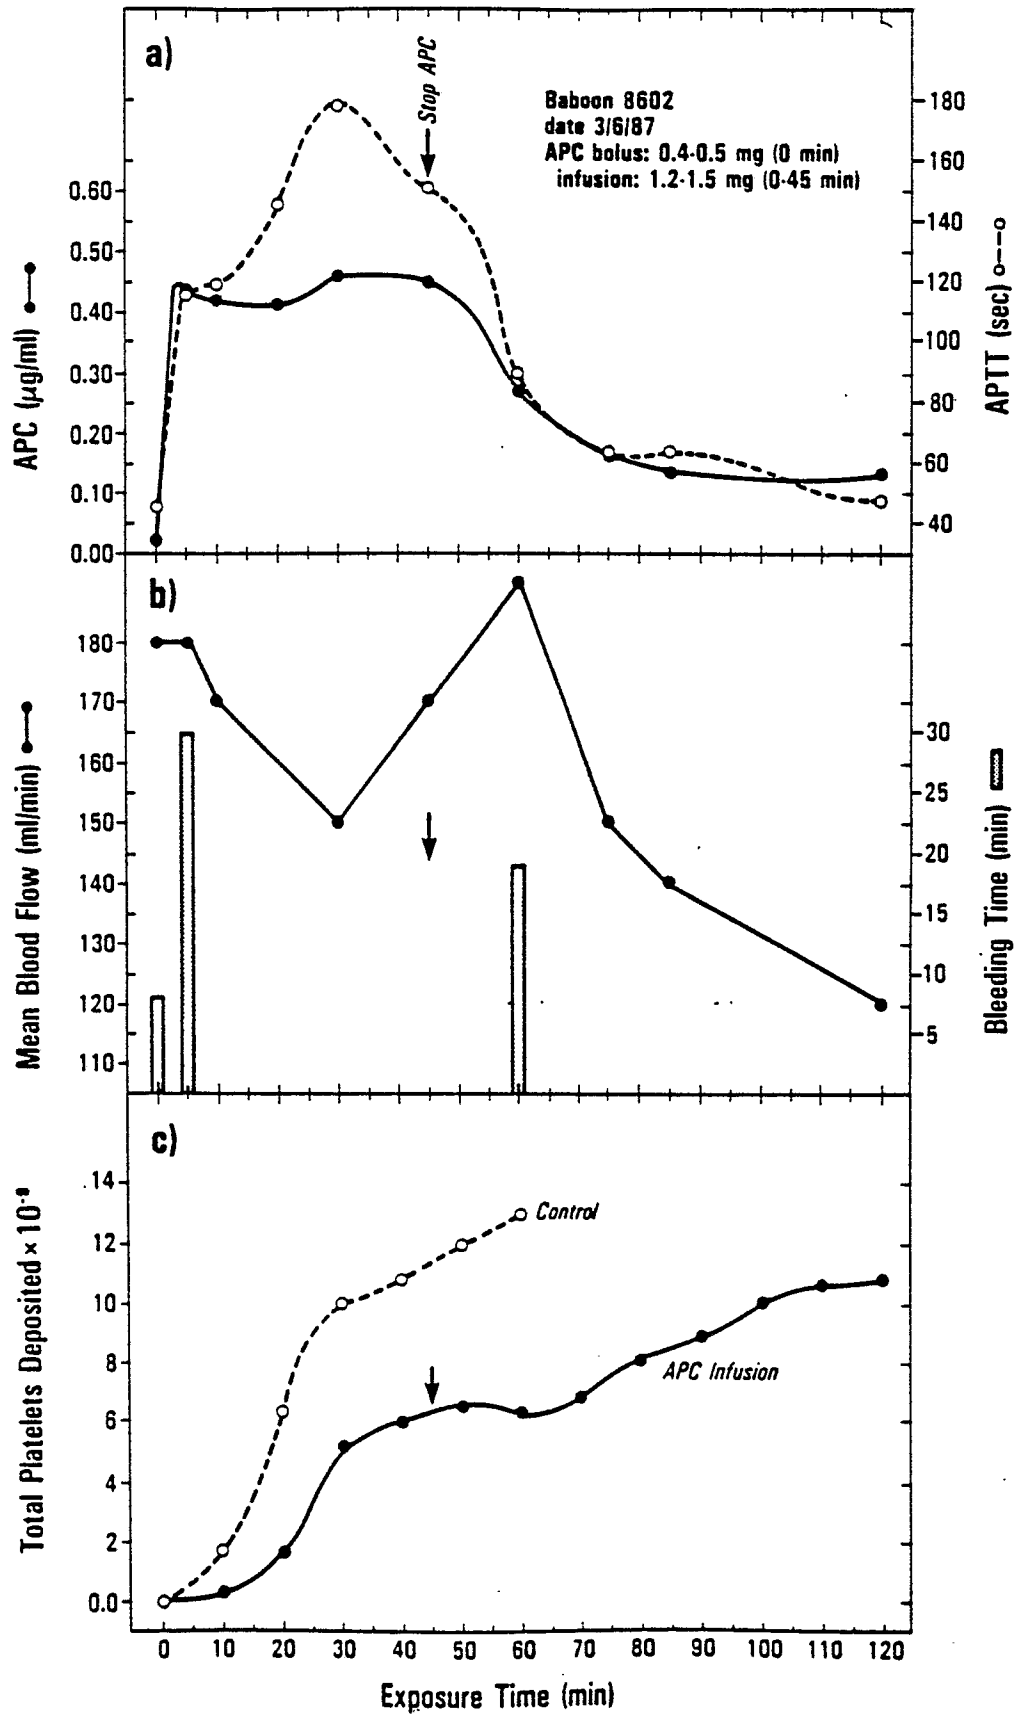 a)
Stop APC
Baboon 8602
date 3/6/87
APC bolus: 0.4-0.5 mg (0 min)
infusion: 1.2-1.5 mg (0-45 min)
APC (µg/ml)
0.60
0.50
0.40
0.30
0.20
0.10
0.00
APTT (sec)
180
160
140
120
100
80
60
40
b)
Mean Blood Flow (ml/min)
180
170
160
150
140
130
120
110
Bleeding Time (min)
30
25
20
15
10
5
c)
Total Platelets Deposited × 10⁻⁹
14
12
10
8
6
4
2
0.0
Control
APC Infusion
0 10 20 30 40 50 60 70 80 90 100 110 120
Exposure Time (min)